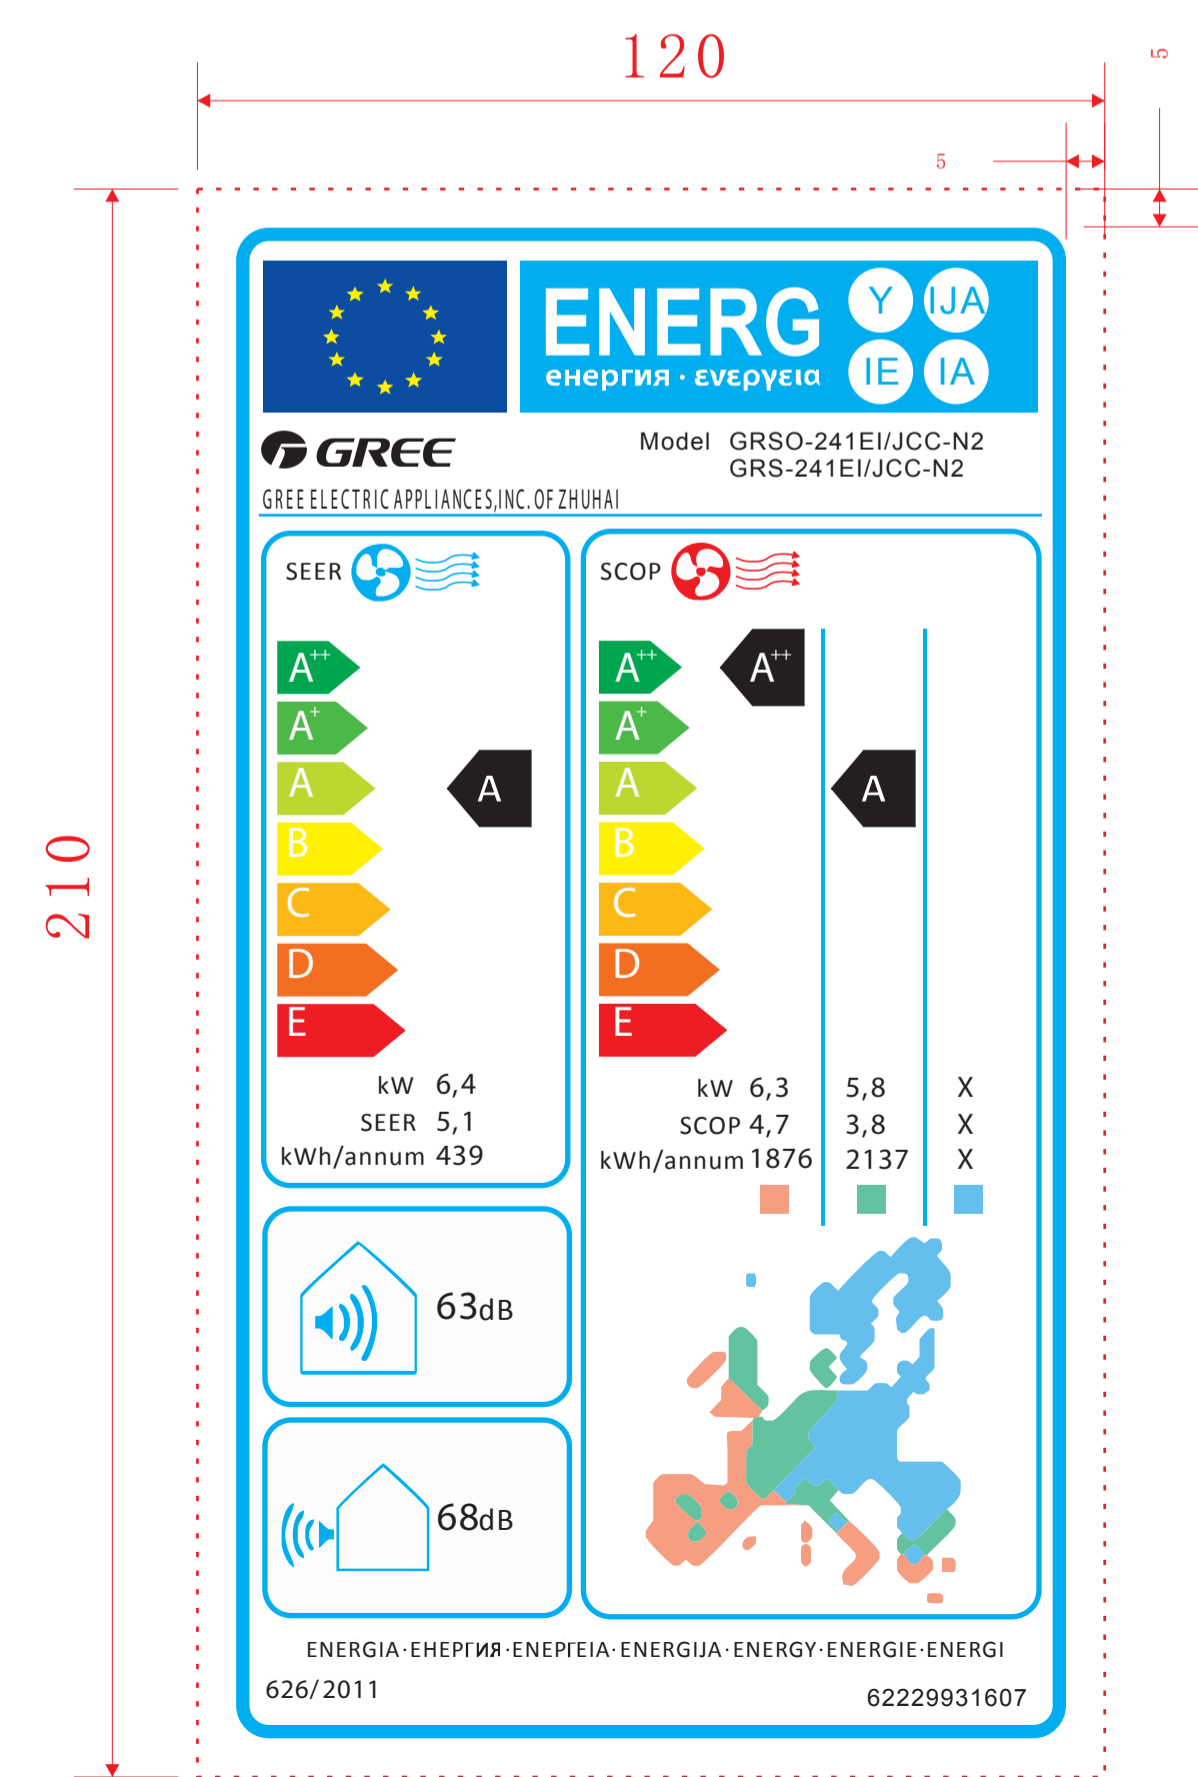 120
5
5
210
ENERG
енергия · ενεργεια
Y IJA
IE IA
GREE
Model GRSO-241EI/JCC-N2
GRS-241EI/JCC-N2
GREE ELECTRIC APPLIANCES,INC. OF ZHUHAI
SEER
A++
A+
A
B
C
D
E
A
kW 6,4
SEER 5,1
kWh/annum 439
SCOP
A++
A+
A
B
C
D
E
A++
A
kW 6,3 5,8 X
SCOP 4,7 3,8 X
kWh/annum 1876 2137 X
63dB
68dB
ENERGIA·ЕНЕРГИЯ·ΕΝΕΡΓΕΙΑ·ENERGIJA·ENERGY·ENERGIE·ENERGI
626/2011
62229931607